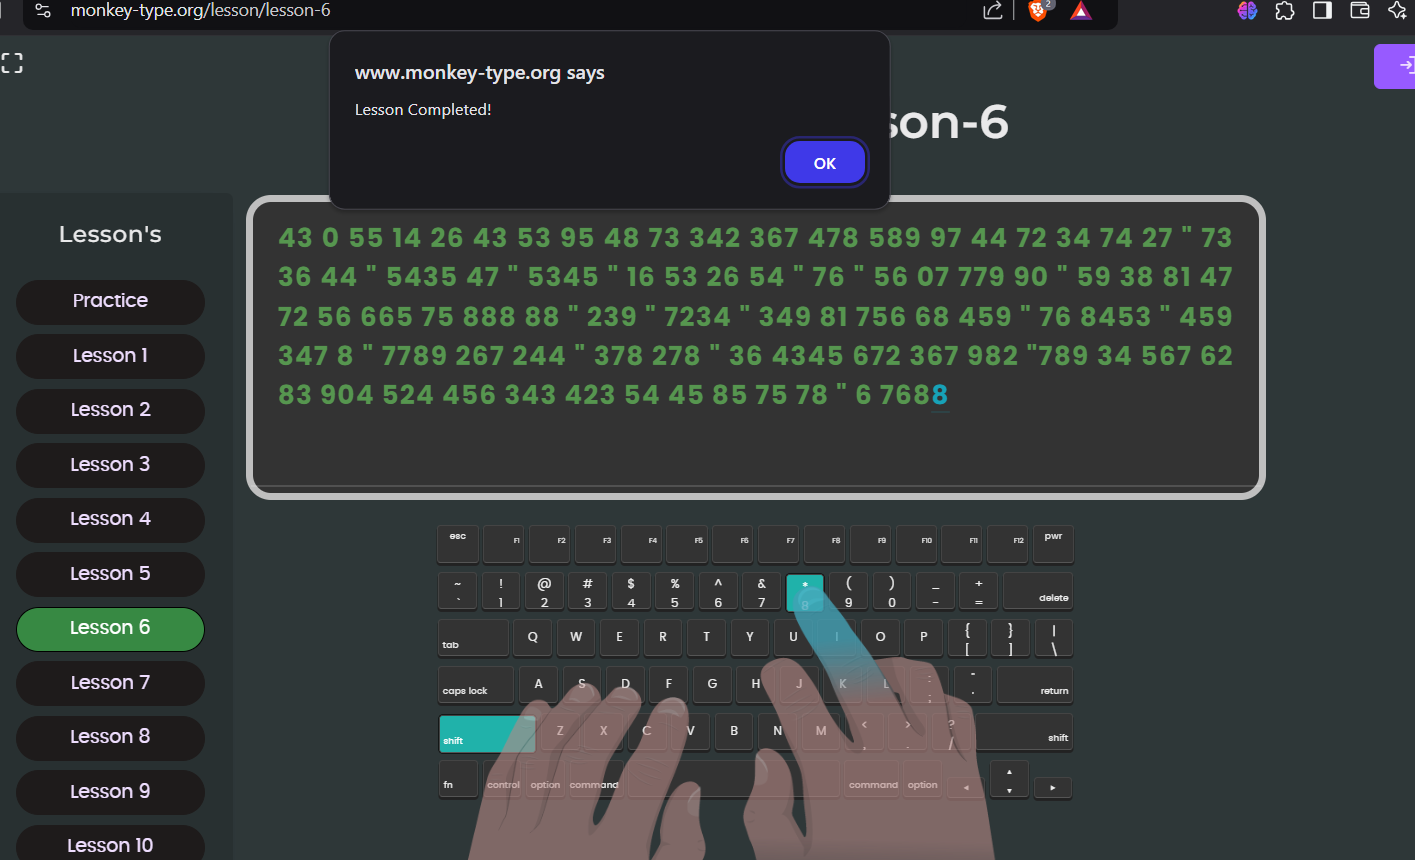 monkey-type.org/lesson/lesson-6
2
www.monkey-type.org says
Lesson Completed!
OK
son-6
Lesson's
Practice
Lesson 1
Lesson 2
Lesson 3
Lesson 4
Lesson 5
Lesson 6
Lesson 7
Lesson 8
Lesson 9
Lesson 10
43 0 55 14 26 43 53 95 48 73 342 367 478 589 97 44 72 34 74 27 " 73
36 44 " 5435 47 " 5345 " 16 53 26 54 " 76 " 56 07 779 90 " 59 38 81 47
72 56 665 75 888 88 " 239 " 7234 " 349 81 756 68 459 " 76 8453 " 459
347 8 " 7789 267 244 " 378 278 " 36 4345 672 367 982 "789 34 567 62
83 904 524 456 343 423 54 45 85 75 78 " 6 7688
esc F1 F2 F3 F4 F5 F6 F7 F8 F9 F10 F11 F12 pwr
~ ! @ # $ % ^ & * ( ) _ +
` 1 2 3 4 5 6 7 8 9 0 - = delete
tab Q W E R T Y U I O P { [ } ] | \
caps lock A S D F G H J K L : ; " . return
shift Z X C V B N M < , > . ? / shift
fn control option command command option ◂ ▴ ▾ ▸